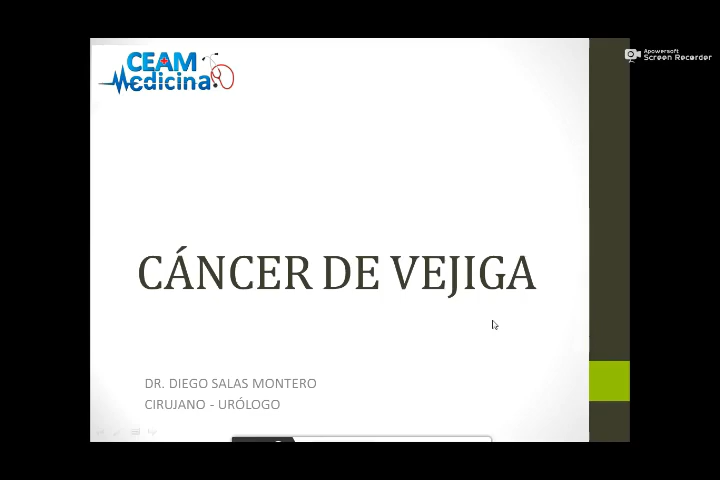 CEAM
Medicina
Apowersoft
Screen Recorder
CÁNCER DE VEJIGA
DR. DIEGO SALAS MONTERO
CIRUJANO - URÓLOGO